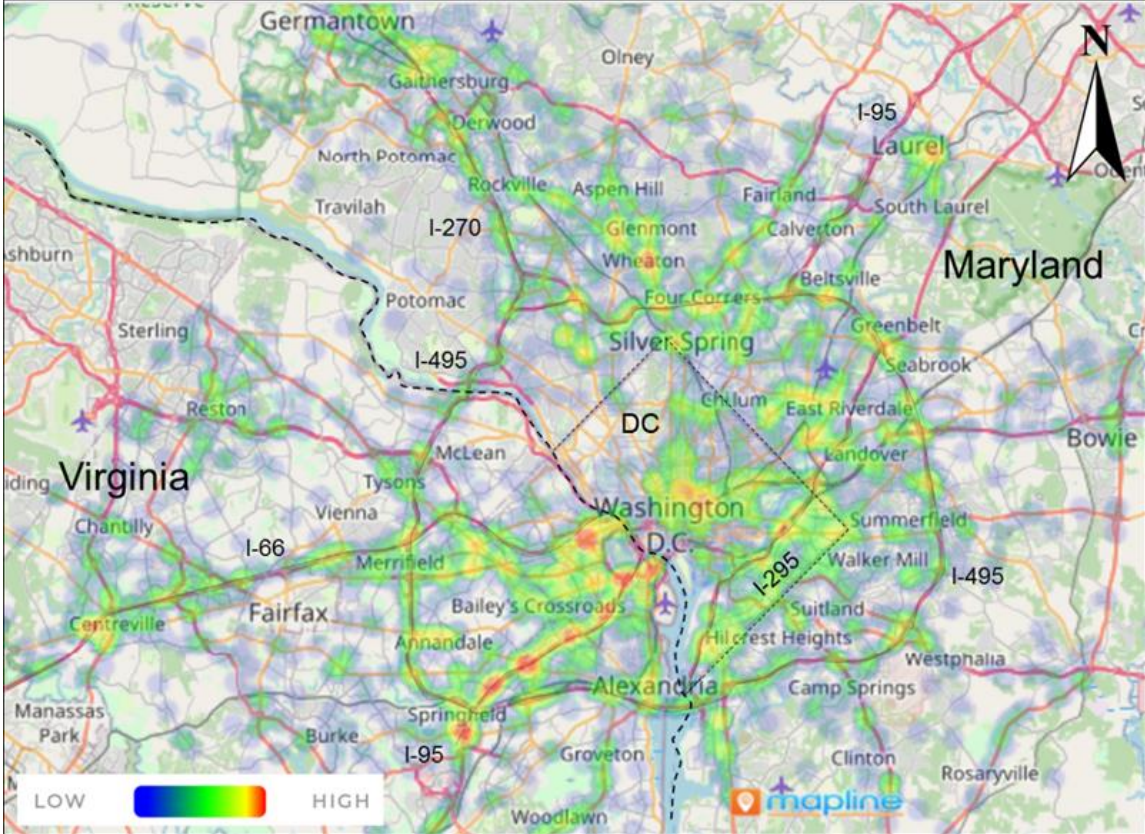 Reserve
Germantown
Olney
N
Gaithersburg
I-95
Derwood
Laurel
North Potomac
Rockville
Aspen Hill
Fairland
Travilah
South Laurel
I-270
Glenmont
Calverton
shburn
Wheaton
Maryland
Beltsville
Potomac
Four Corners
Sterling
Greenbelt
Silver Spring
I-495
Seabrook
Chillum
Reston
East Riverdale
DC
Bowie
McLean
Landover
Virginia
iding
Tysons
Washington
Vienna
Summerfield
Chantilly
D.C.
I-66
Merrifield
Walker Mill
I-295
I-495
Fairfax
Bailey's Crossroads
Suitland
Centreville
Annandale
Hillcrest Heights
Westphalia
Alexandria
Camp Springs
Manassas
Park
Springfield
Burke
I-95
Groveton
Clinton
Rosaryville
LOW
HIGH
mapline
Woodlawn